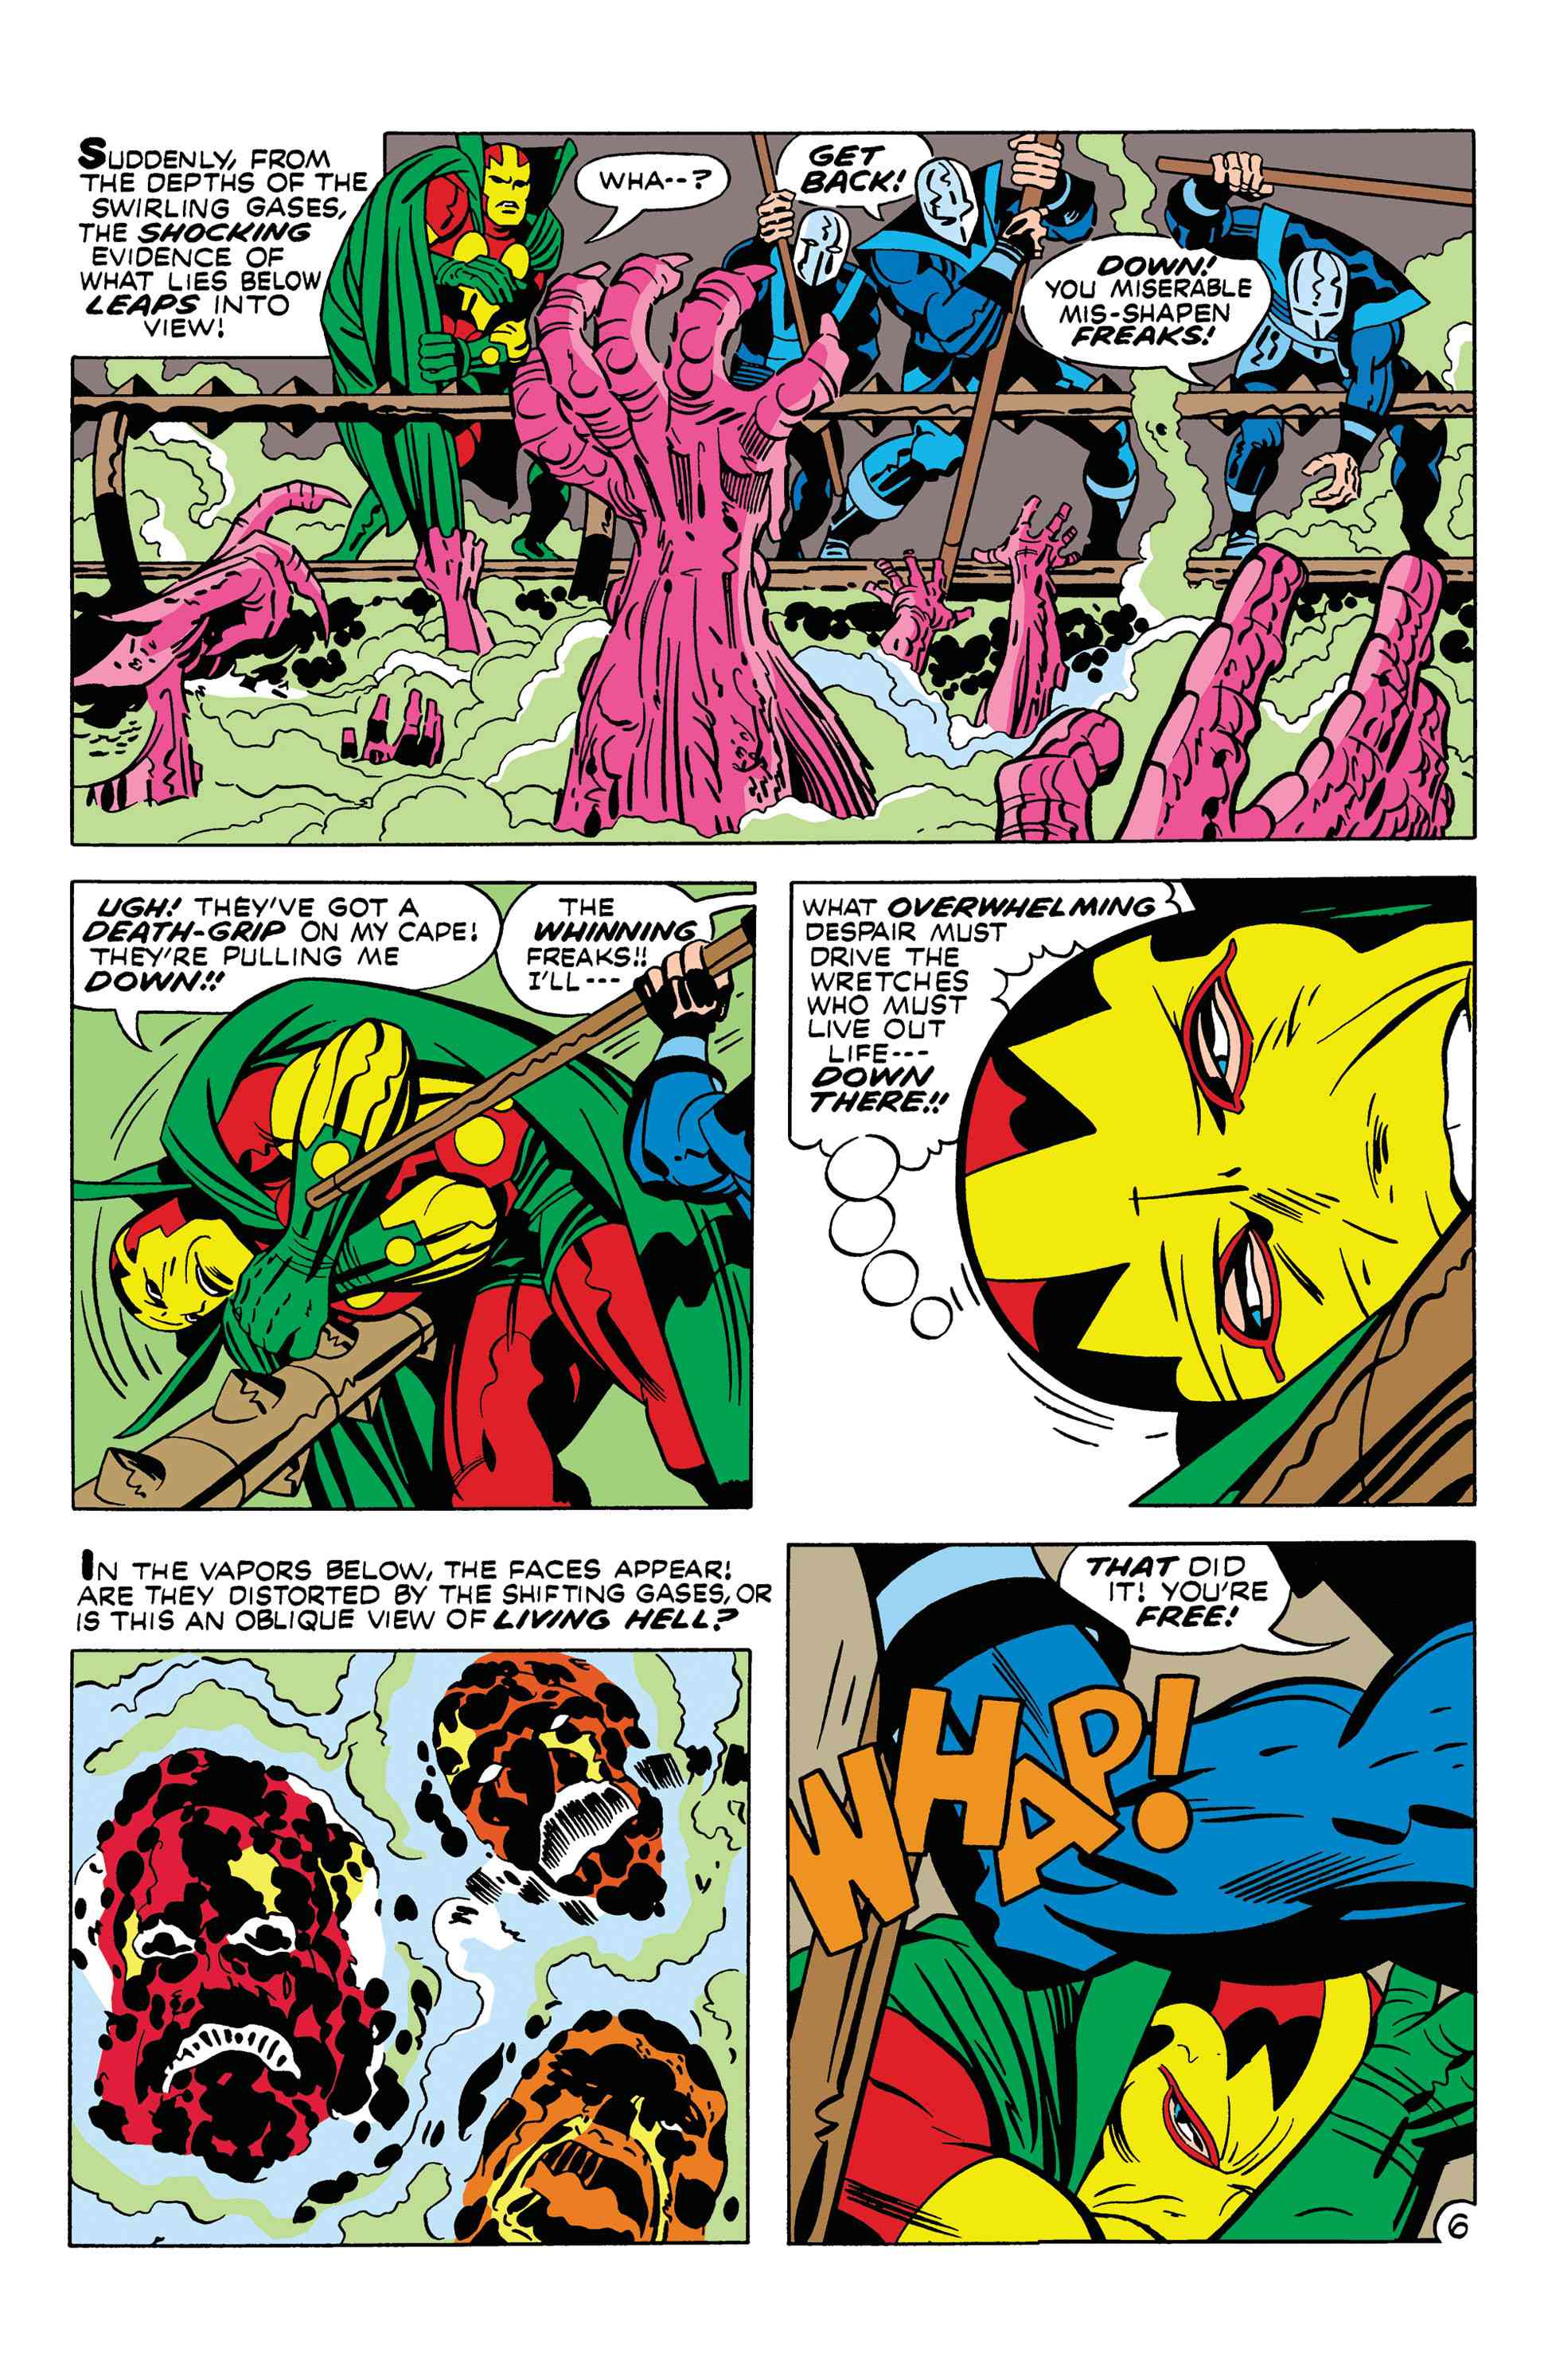 SUDDENLY, FROM
THE DEPTHS OF THE
SWIRLING GASES,
THE SHOCKING
EVIDENCE OF
WHAT LIES BELOW
LEAPS INTO
VIEW!
WHA--?
GET
BACK!
DOWN!
YOU MISERABLE
MIS-SHAPEN
FREAKS!
UGH! THEY'VE GOT A
DEATH-GRIP ON MY CAPE!
THEY'RE PULLING ME
DOWN!!
THE
WHINNING
FREAKS!!
I'LL---
WHAT OVERWHELMING
DESPAIR MUST
DRIVE THE
WRETCHES
WHO MUST
LIVE OUT
LIFE---
DOWN
THERE!!
IN THE VAPORS BELOW, THE FACES APPEAR!
ARE THEY DISTORTED BY THE SHIFTING GASES, OR
IS THIS AN OBLIQUE VIEW OF LIVING HELL?
THAT DID
IT! YOU'RE
FREE!
WHAP!
6